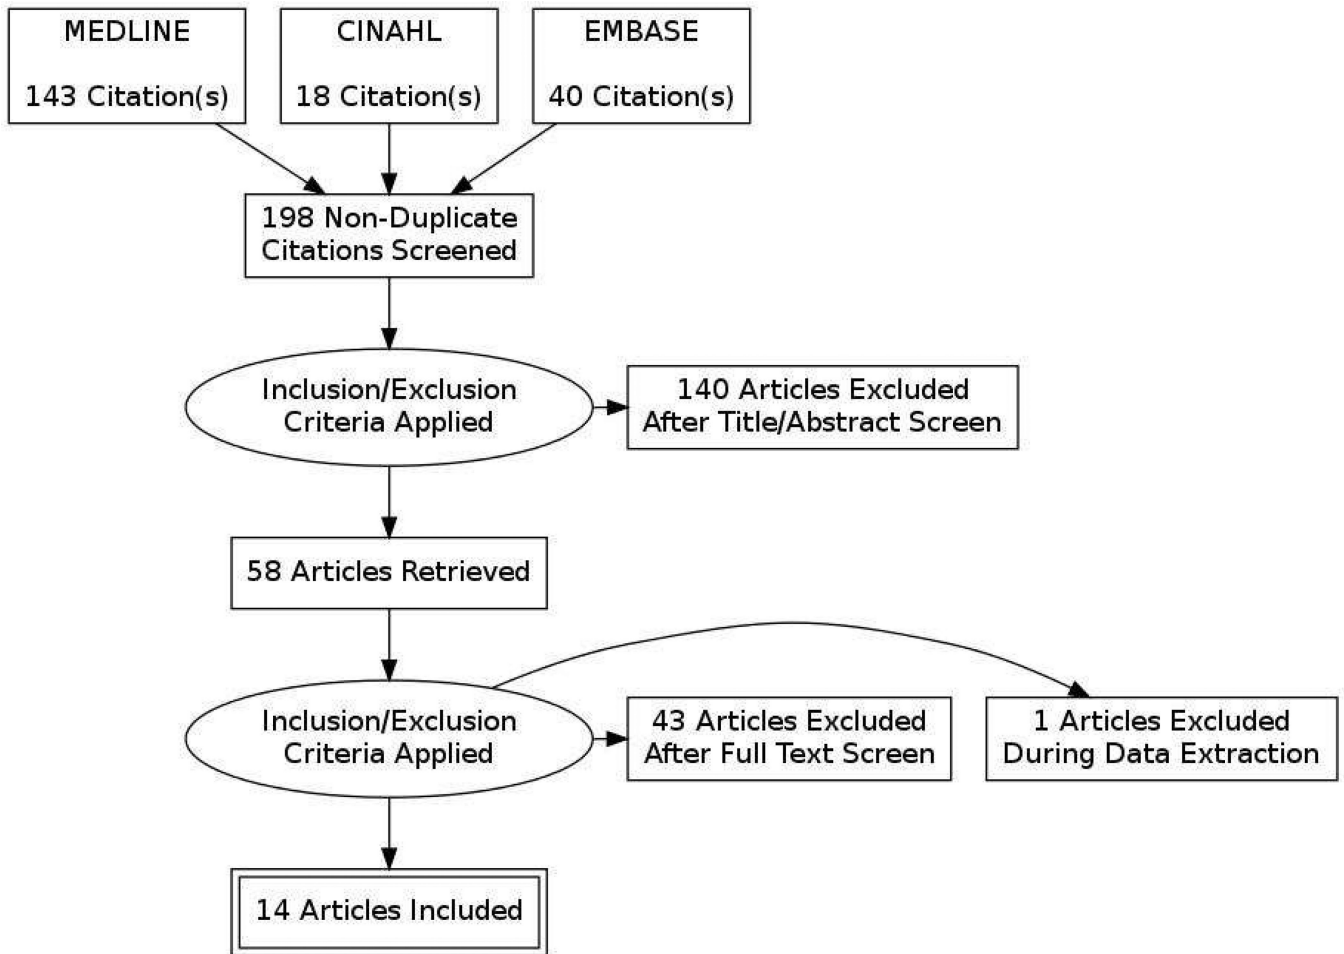 MEDLINE
143 Citation(s)
CINAHL
18 Citation(s)
EMBASE
40 Citation(s)
198 Non-Duplicate
Citations Screened
Inclusion/Exclusion
Criteria Applied
140 Articles Excluded
After Title/Abstract Screen
58 Articles Retrieved
Inclusion/Exclusion
Criteria Applied
43 Articles Excluded
After Full Text Screen
1 Articles Excluded
During Data Extraction
14 Articles Included